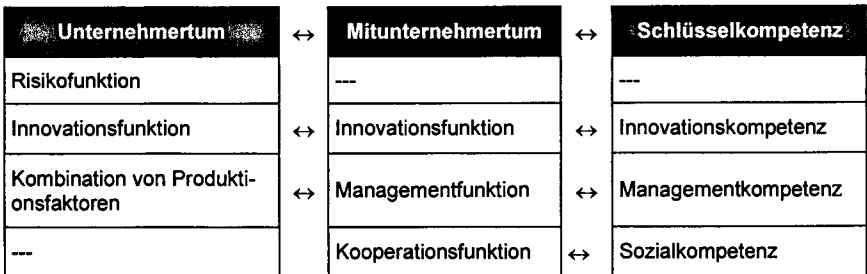 Unternehmertum ↔ Mitunternehmertum ↔ Schlüsselkompetenz
Risikofunktion --- ---
Innovationsfunktion ↔ Innovationsfunktion ↔ Innovationskompetenz
Kombination von Produkti-
onsfaktoren ↔ Managementfunktion ↔ Managementkompetenz
--- Kooperationsfunktion ↔ Sozialkompetenz